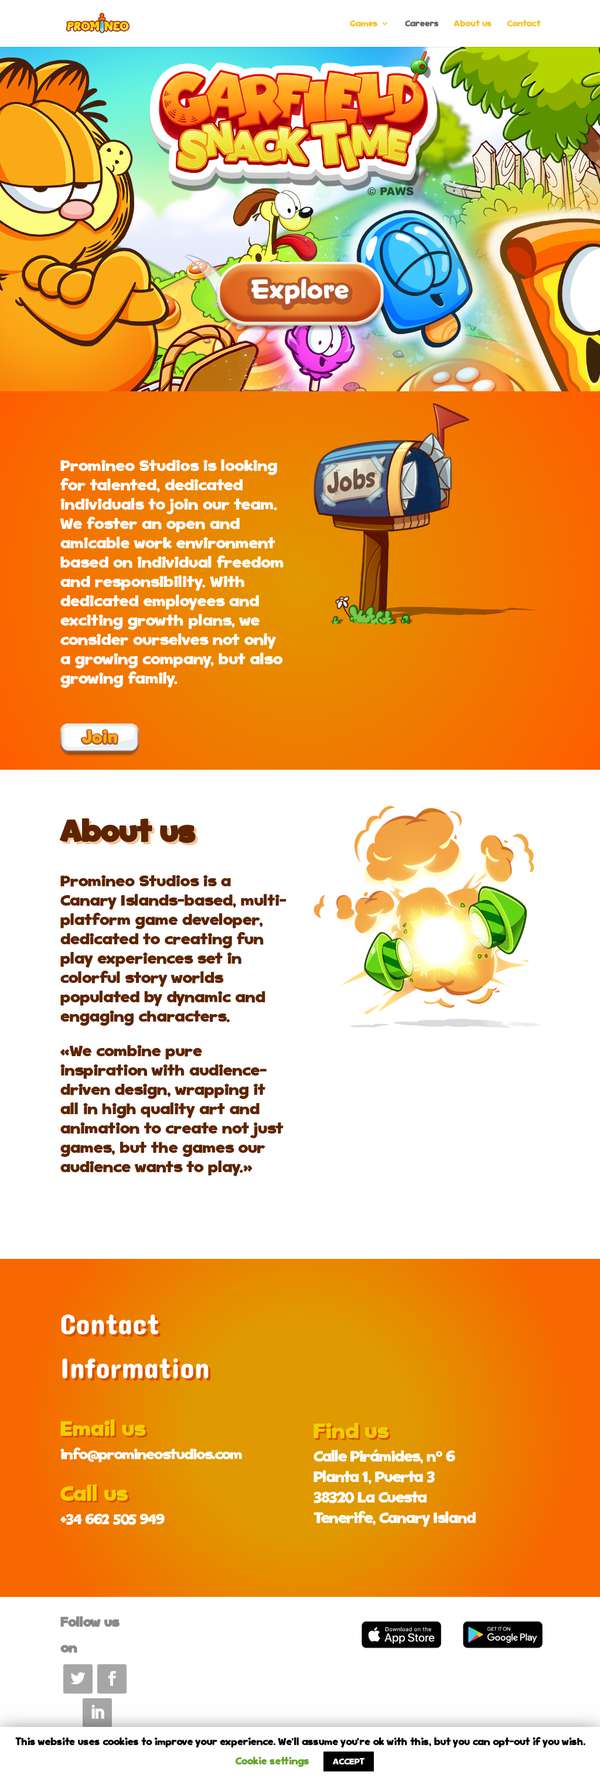 PROMINEO
Games
Careers
About us
Contact
GARFIELD
SNACK TIME
© PAWS
Explore
Jobs
Promineo Studios is looking
for talented, dedicated
individuals to join our team.
We foster an open and
amicable work environment
based on individual freedom
and responsibility. With
dedicated employees and
exciting growth plans, we
consider ourselves not only
a growing company, but also
growing family.
Join
About us
Promineo Studios is a
Canary Islands-based, multi-
platform game developer,
dedicated to creating fun
play experiences set in
colorful story worlds
populated by dynamic and
engaging characters.
«We combine pure
inspiration with audience-
driven design, wrapping it
all in high quality art and
animation to create not just
games, but the games our
audience wants to play.»
Contact
Information
Email us
info@promineostudios.com
Call us
+34 662 505 949
Find us
Calle Pirámides, nº 6
Planta 1, Puerta 3
38320 La Cuesta
Tenerife, Canary Island
Follow us
on
Download on the
App Store
GET IT ON
Google Play
This website uses cookies to improve your experience. We'll assume you're ok with this, but you can opt-out if you wish.
Cookie settings
ACCEPT